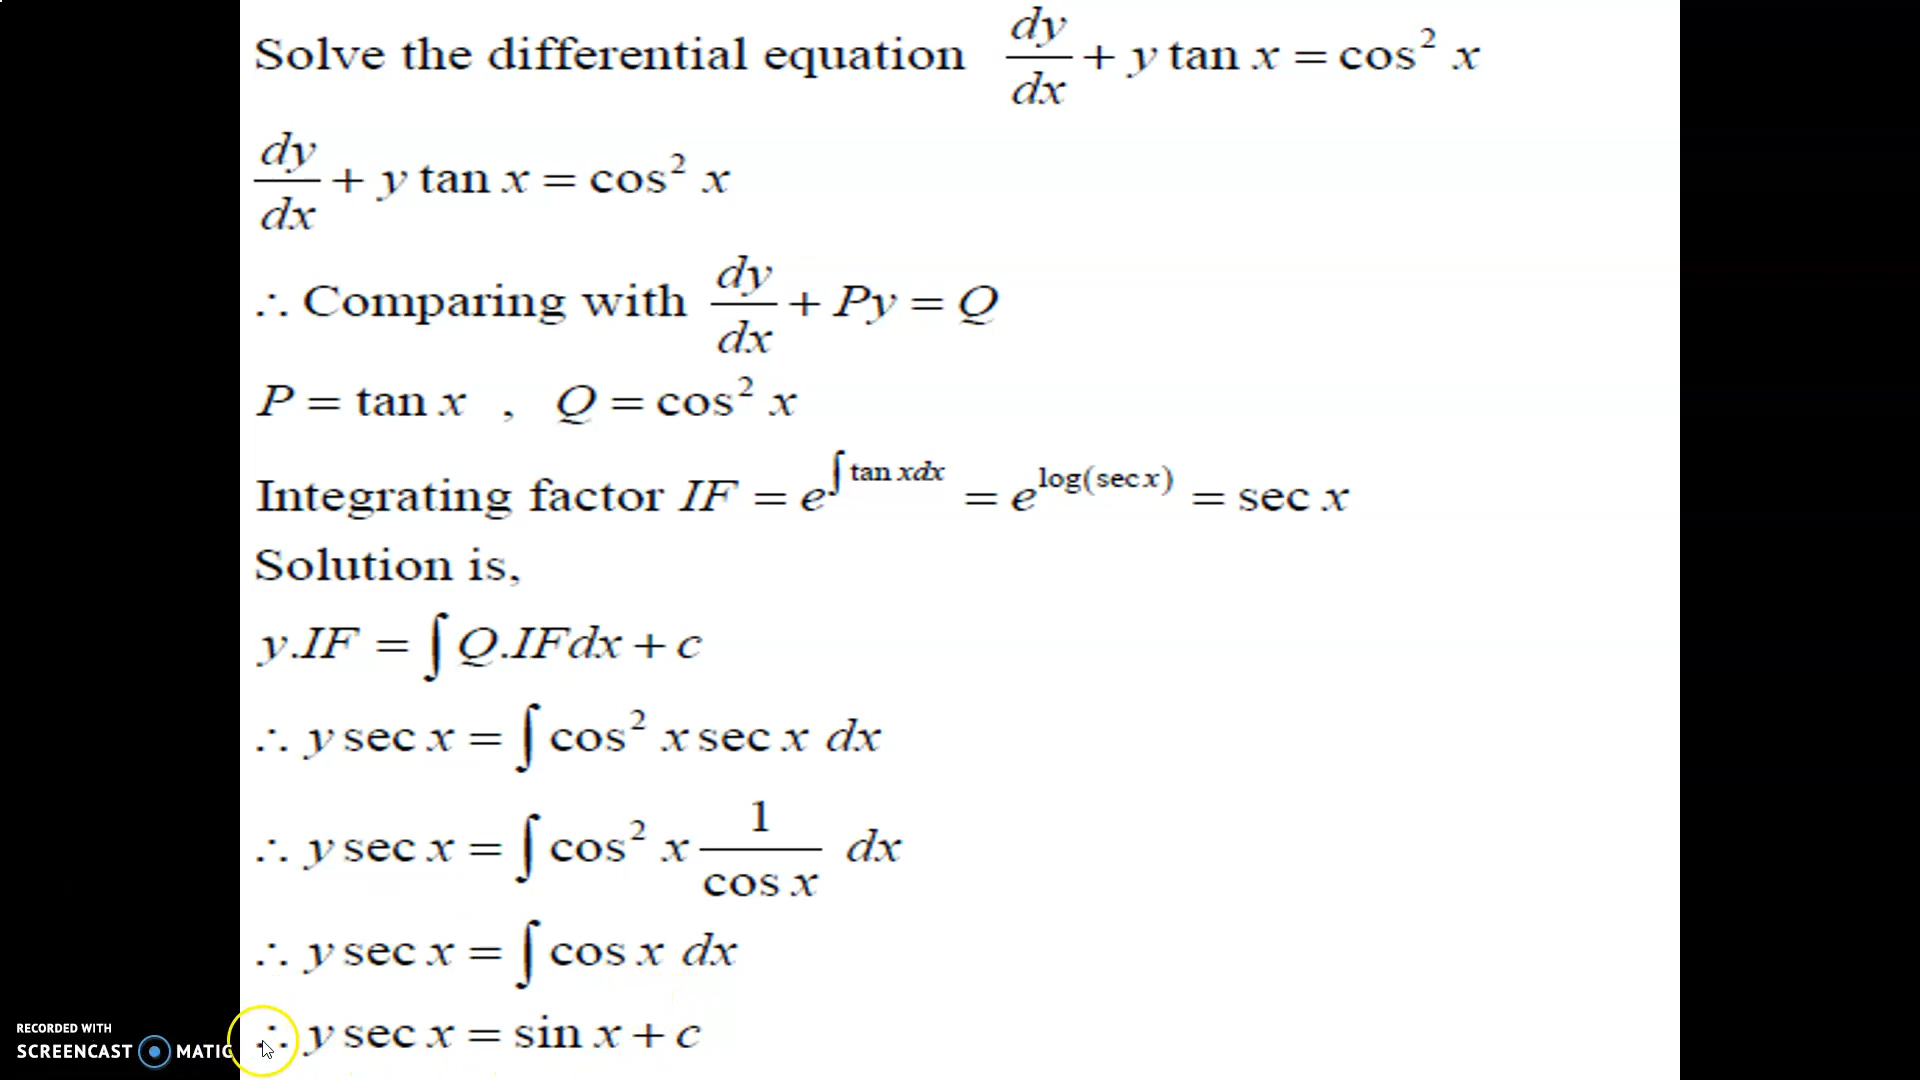 Solve the differential equation dy/dx + y tan x = cos² x
dy/dx + y tan x = cos² x
∴ Comparing with dy/dx + Py = Q
P = tan x , Q = cos² x
Integrating factor IF = e^∫tan xdx = e^log(sec x) = sec x
Solution is,
y.IF = ∫ Q.IF dx + c
∴ y sec x = ∫ cos² x sec x dx
∴ y sec x = ∫ cos² x 1/cos x dx
∴ y sec x = ∫ cos x dx
∴ y sec x = sin x + c
RECORDED WITH
SCREENCAST MATIC